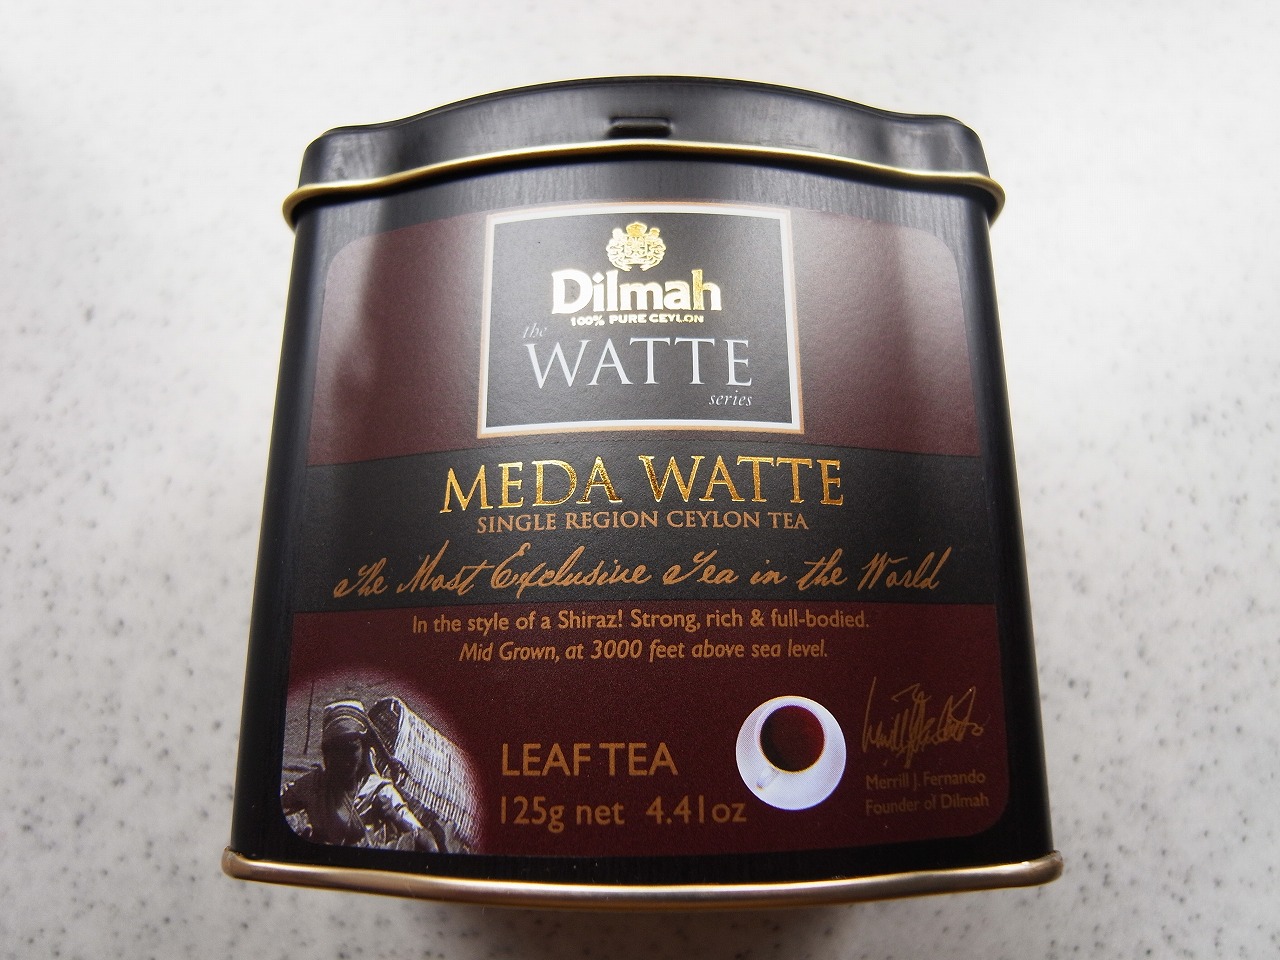 Dilmah
100% PURE CEYLON
the
WATTE
series
MEDA WATTE
SINGLE REGION CEYLON TEA
The Most Exclusive Tea in the World
In the style of a Shiraz! Strong, rich & full-bodied.
Mid Grown, at 3000 feet above sea level.
LEAF TEA
125g net 4.41oz
Merrill J. Fernando
Founder of Dilmah